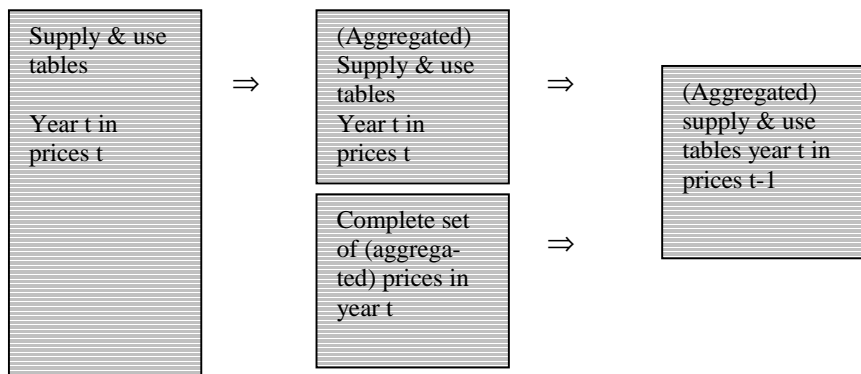 Supply & use
tables
Year t in
prices t
⇒
(Aggregated)
Supply & use
tables
Year t in
prices t
⇒
Complete set
of (aggrega-
ted) prices in
year t
⇒
(Aggregated)
supply & use
tables year t in
prices t-1